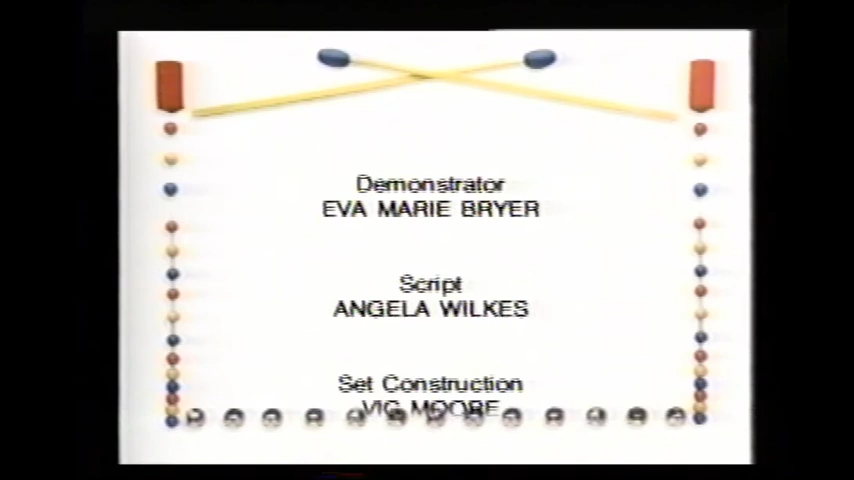 Demonstrator
EVA MARIE BRYER
Script
ANGELA WILKES
Set Construction
VIC MOORE